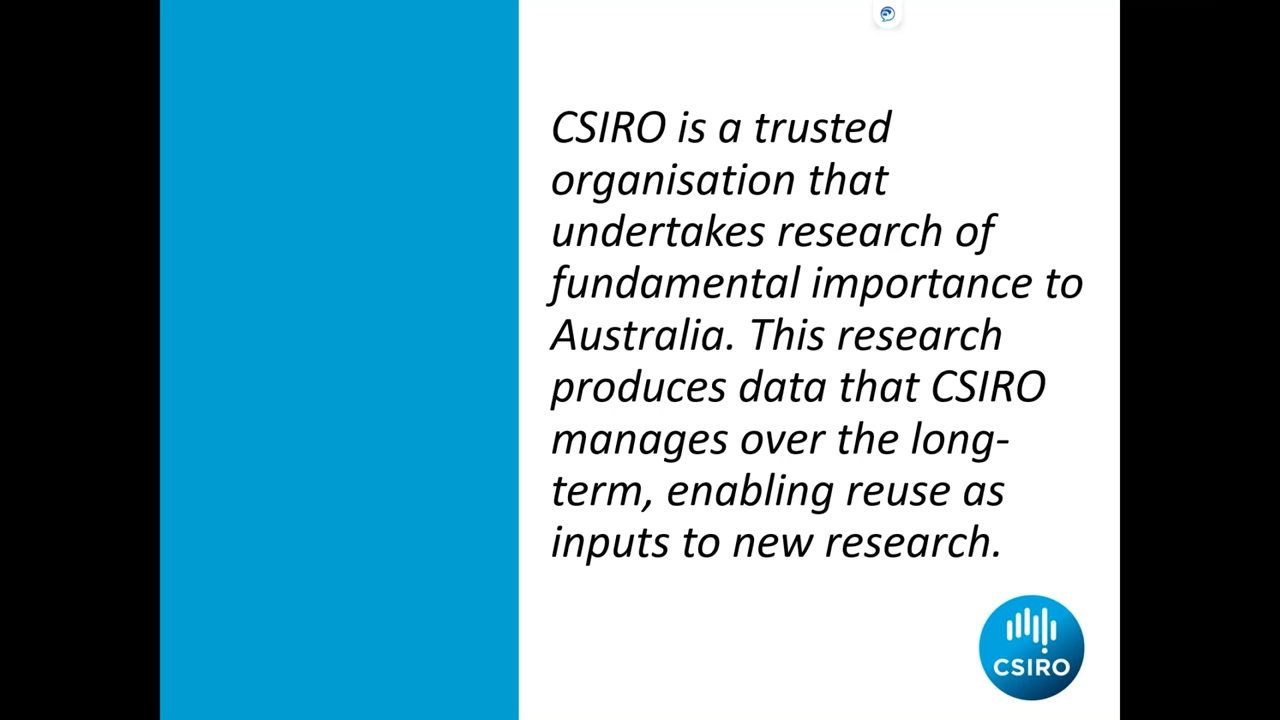 CSIRO is a trusted
organisation that
undertakes research of
fundamental importance to
Australia. This research
produces data that CSIRO
manages over the long-
term, enabling reuse as
inputs to new research.
CSIRO